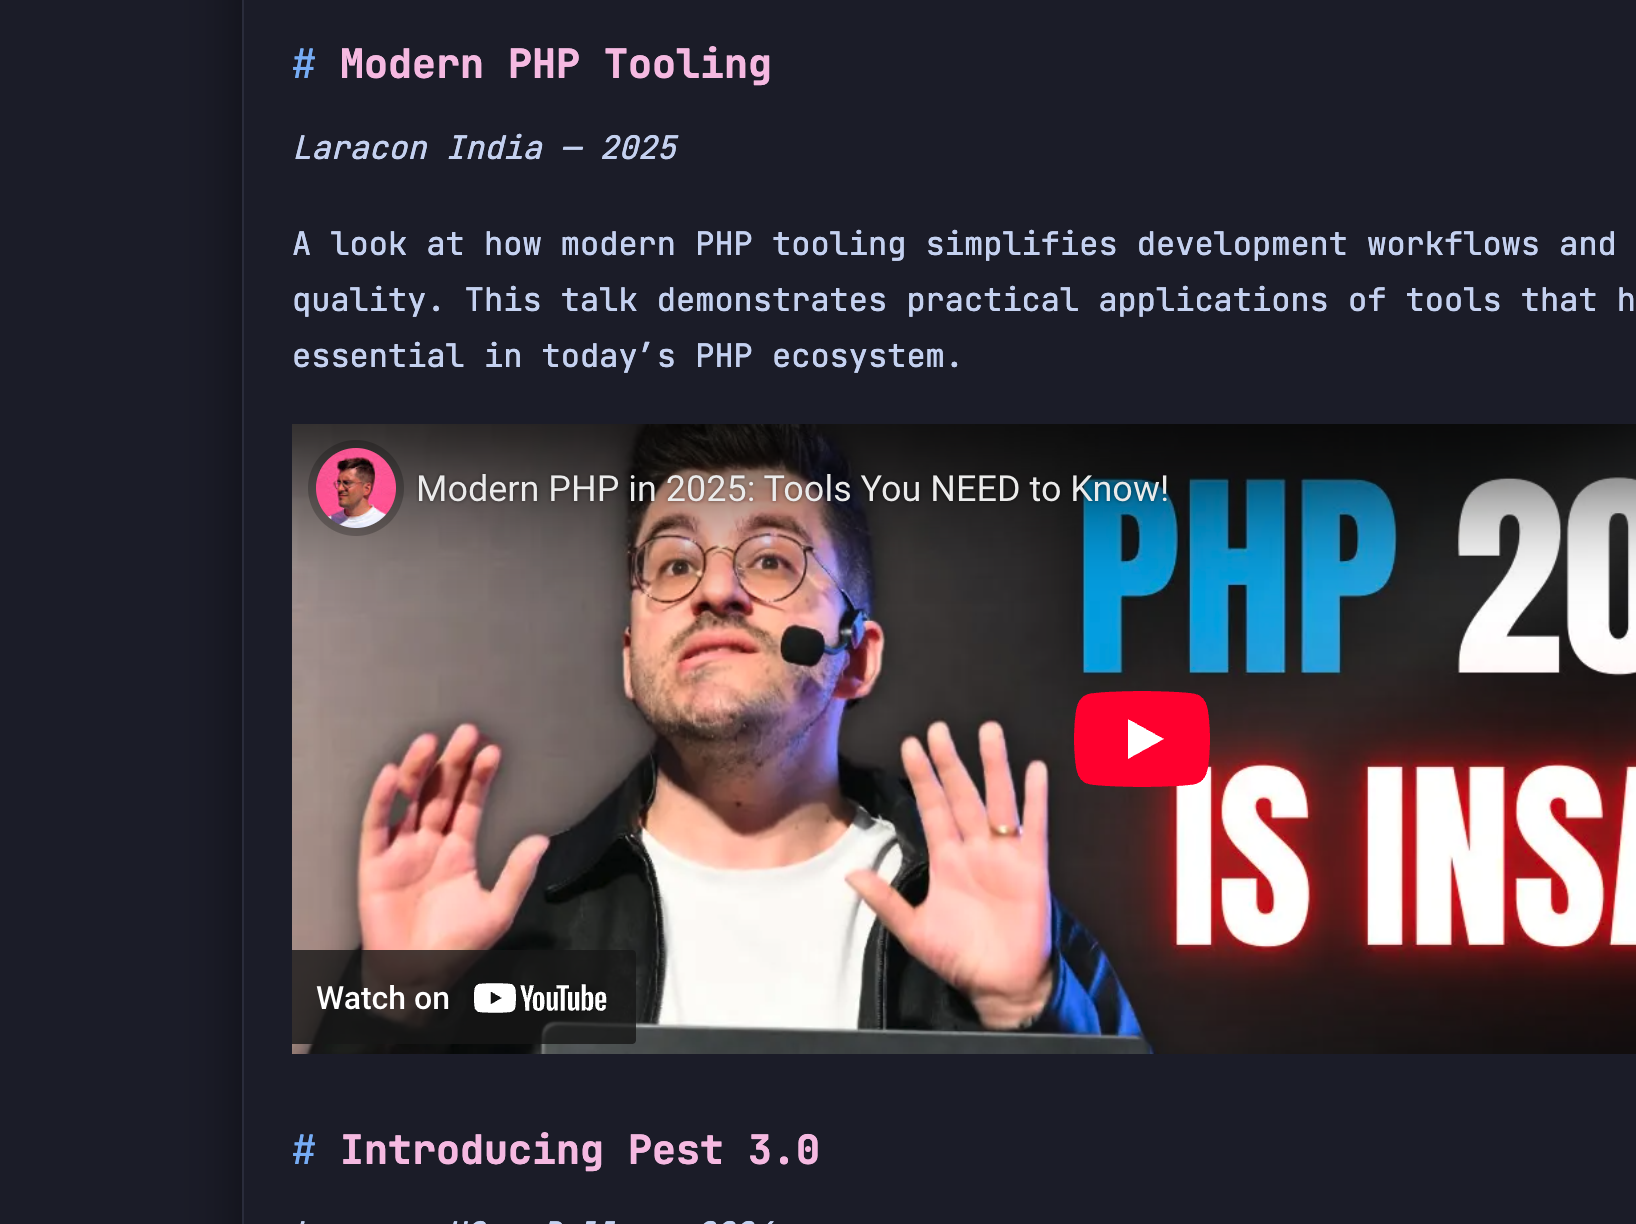 # Modern PHP Tooling
Laracon India — 2025
A look at how modern PHP tooling simplifies development workflows and
quality. This talk demonstrates practical applications of tools that
essential in today’s PHP ecosystem.
Modern PHP in 2025: Tools You NEED to Know!
PHP 20
IS INSA
Watch on YouTube
# Introducing Pest 3.0